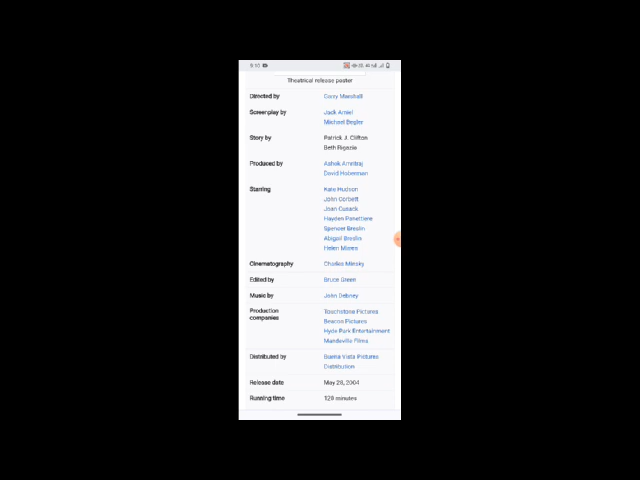 Theatrical release poster
Directed by Garry Marshall
Screenplay by Jack Amiel
Michael Begler
Story by Patrick J. Clifton
Beth Rigazio
Produced by Ashok Amritraj
David Hoberman
Starring Kate Hudson
John Corbett
Joan Cusack
Hayden Panettiere
Spencer Breslin
Abigail Breslin
Helen Mirren
Cinematography Charles Minsky
Edited by Bruce Green
Music by John Debney
Production companies Touchstone Pictures
Beacon Pictures
Hyde Park Entertainment
Mandeville Films
Distributed by Buena Vista Pictures
Distribution
Release date May 28, 2004
Running time minutes